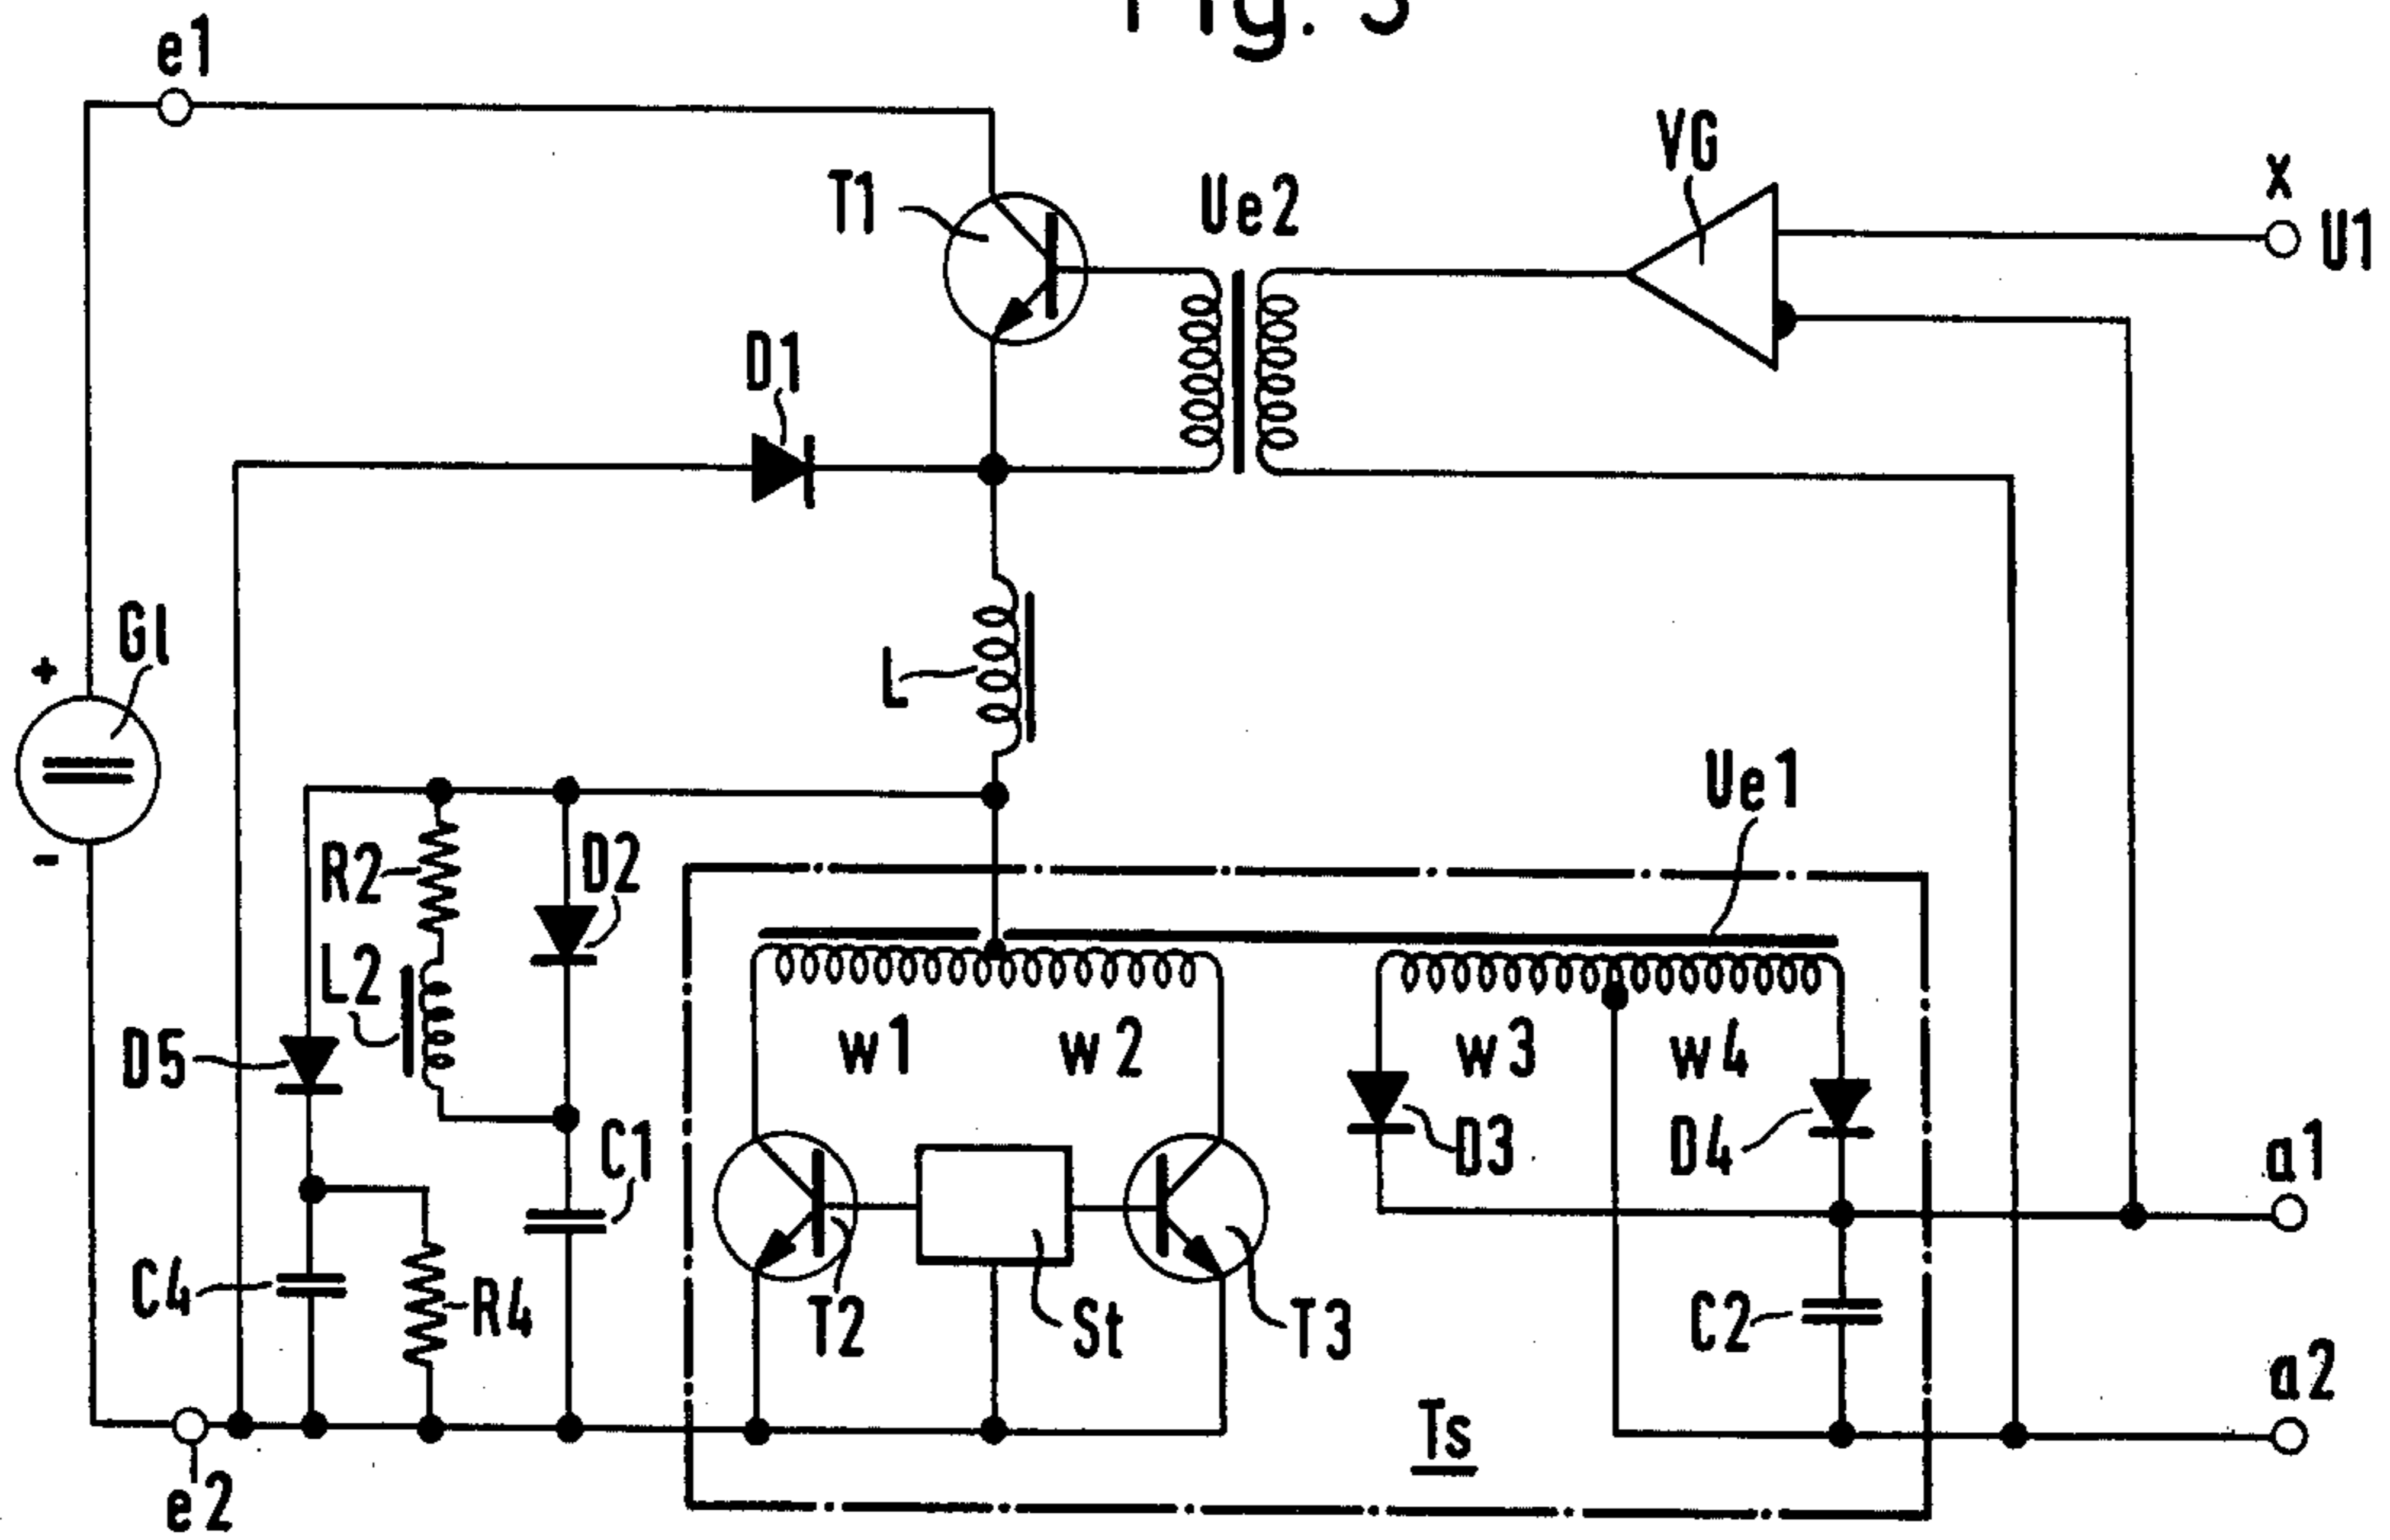 Fig. 3
e1
T1
Ue2
VG
x
U1
D1
Gl
+
-
L
Ue1
R2
D2
L2
D5
w1
w2
w3
w4
D3
D4
C1
a1
C4
R4
T2
St
T3
C2
a2
Ts
e2